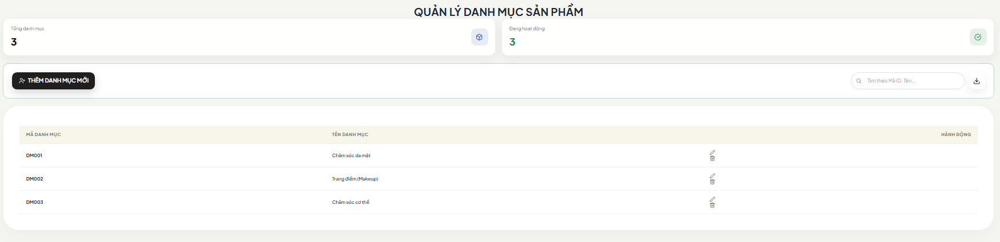 QUẢN LÝ DANH MỤC SẢN PHẨM
Tổng danh mục
3
Đang hoạt động
3
THÊM DANH MỤC MỚI
Tìm theo Mã ID, Tên...
MÃ DANH MỤC TÊN DANH MỤC HÀNH ĐỘNG
DM001 Chăm sóc da mặt
DM002 Trang điểm (Makeup)
DM003 Chăm sóc cơ thể